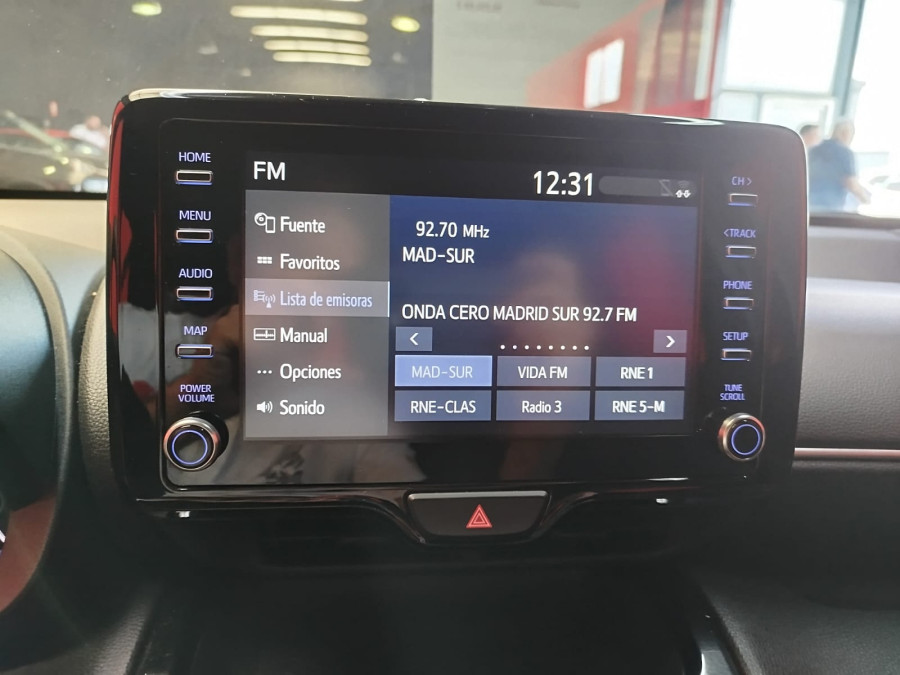 HOME
MENU
AUDIO
MAP
POWER
VOLUME
FM
12:31
Fuente
Favoritos
Lista de emisoras
Manual
Opciones
Sonido
92.70 MHz
MAD-SUR
ONDA CERO MADRID SUR 92.7 FM
<
>
MAD-SUR
VIDA FM
RNE 1
RNE-CLAS
Radio 3
RNE 5-M
CH >
< TRACK
PHONE
SETUP
TUNE
SCROLL